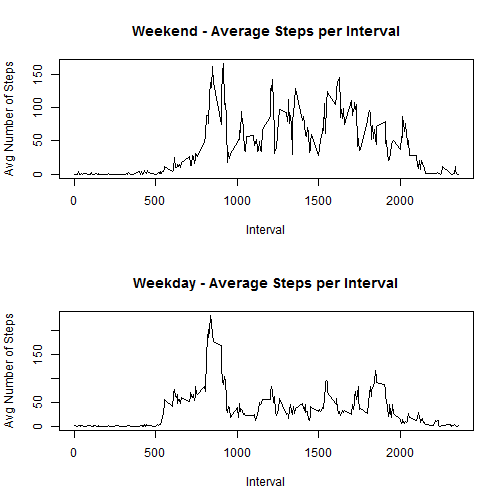 Weekend - Average Steps per Interval
Avg Number of Steps
0 50 100 150
0 500 1000 1500 2000
Interval
Weekday - Average Steps per Interval
Avg Number of Steps
0 50 150
0 500 1000 1500 2000
Interval